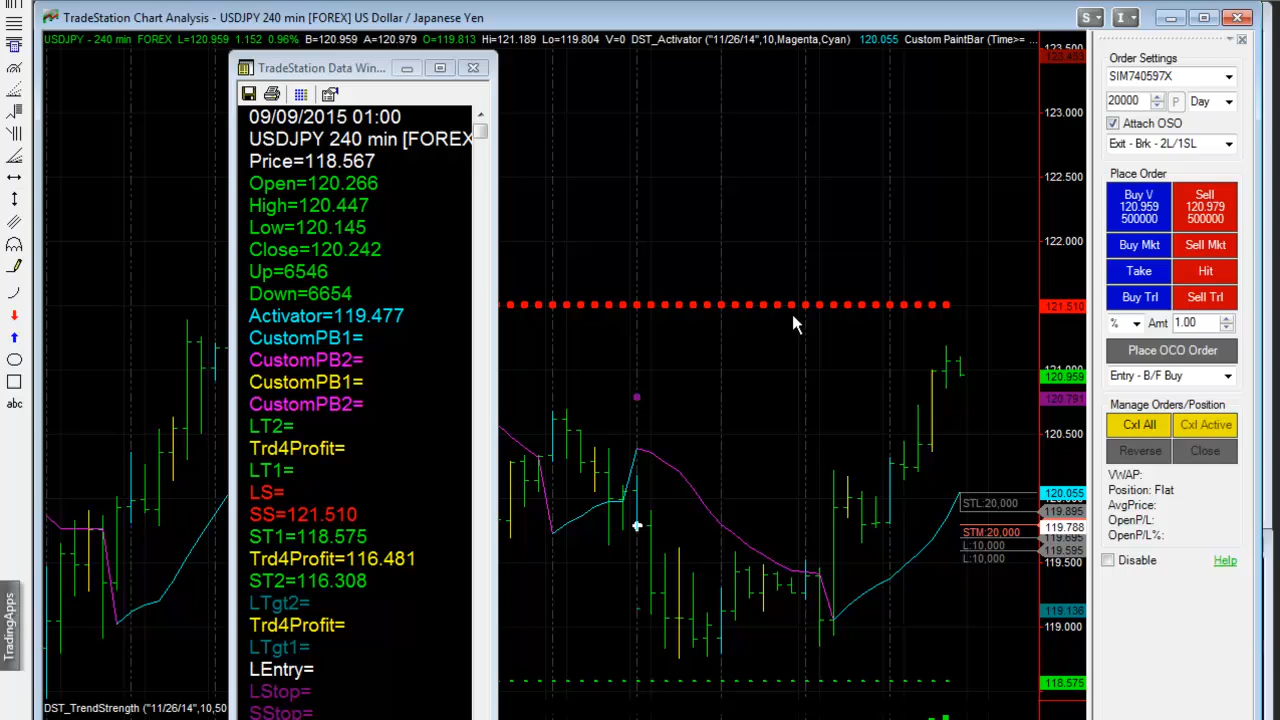 TradeStation Chart Analysis - USDJPY 240 min [FOREX] US Dollar / Japanese Yen
S
I
USDJPY - 240 min FOREX L=120.959 1.152 0.96% B=120.959 A=120.979 O=119.813 Hi=121.189 Lo=119.804 V=0 DST_Activator ("11/26/14",10,Magenta,Cyan) 120.055 Custom PaintBar (Time>= ...
TradeStation Data Win...
09/09/2015 01:00
USDJPY 240 min [FOREX
Price=118.567
Open=120.266
High=120.447
Low=120.145
Close=120.242
Up=6546
Down=6654
Activator=119.477
CustomPB1=
CustomPB2=
CustomPB1=
CustomPB2=
LT2=
Trd4Profit=
LT1=
LS=
SS=121.510
ST1=118.575
Trd4Profit=116.481
ST2=116.308
LTgt2=
Trd4Profit=
LTgt1=
LEntry=
LStop=
SStop=
abc
TradingApps
DST_TrendStrength ("11/26/14",10,50
STL:20,000
STM:20,000
L:10,000
L:10,000
123.000
122.500
122.000
121.510
120.959
120.791
120.500
120.055
119.895
119.788
119.695
119.595
119.500
119.136
119.000
118.575
Order Settings
SIM740597X
20000 P Day
Attach OSO
Exit - Brk - 2L/1SL
Place Order
Buy V
120.959
500000
Sell
120.979
500000
Buy Mkt Sell Mkt
Take Hit
Buy Trl Sell Trl
% Amt 1.00
Place OCO Order
Entry - B/F Buy
Manage Orders/Position
Cxl All Cxl Active
Reverse Close
VWAP:
Position: Flat
AvgPrice:
OpenP/L:
OpenP/L%:
Disable Help